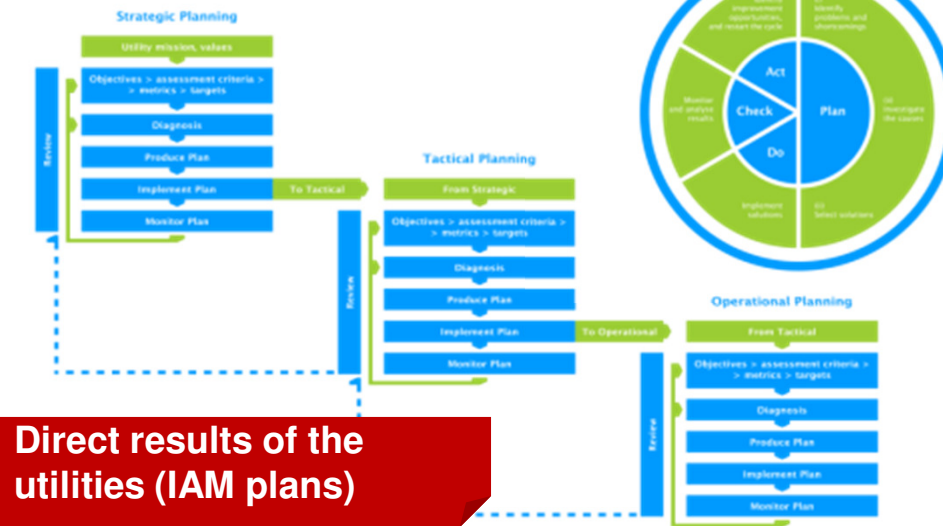 Strategic Planning
Utility mission, values
Objectives > assessment criteria >
> metrics > targets
Diagnosis
Produce Plan
Implement Plan
Monitor Plan
Review
To Tactical
Tactical Planning
From Strategic
Objectives > assessment criteria >
> metrics > targets
Diagnosis
Produce Plan
Implement Plan
Monitor Plan
Review
To Operational
Operational Planning
From Tactical
Objectives > assessment criteria >
> metrics > targets
Diagnosis
Produce Plan
Implement Plan
Monitor Plan
Review
improvement
opportunities,
and restart the cycle
Identify
problems and
shortcomings
Act
Check
Do
Plan
Monitor
and analyse
results
investigate
the causes
Implement
solutions
Select solutions
Direct results of the
utilities (IAM plans)